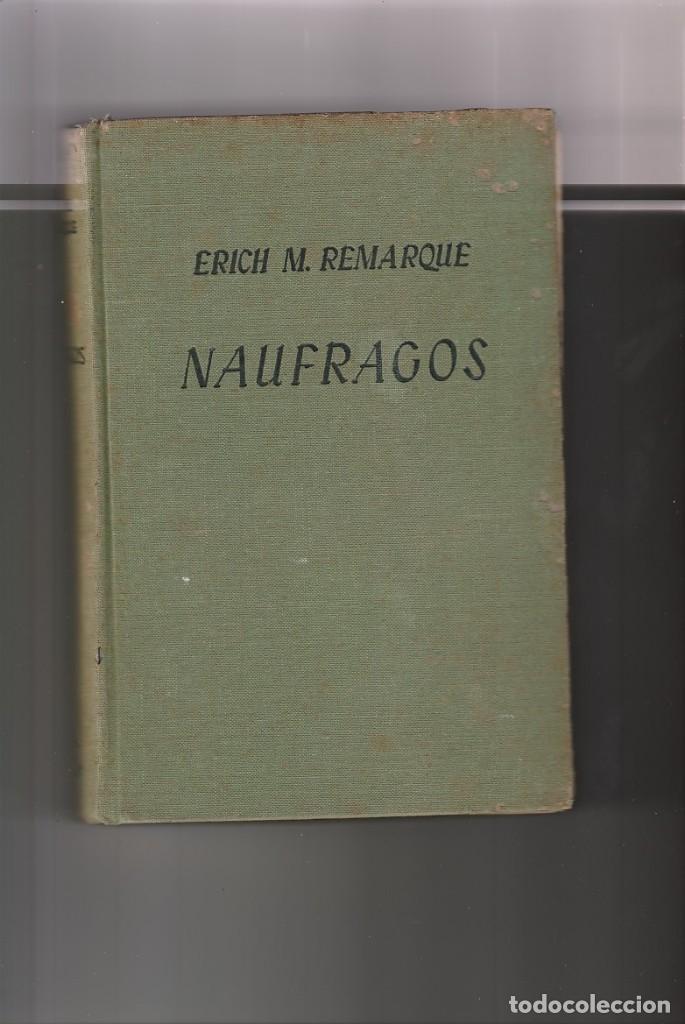 ERICH M. REMARQUE
NAUFRAGOS
todocoleccion